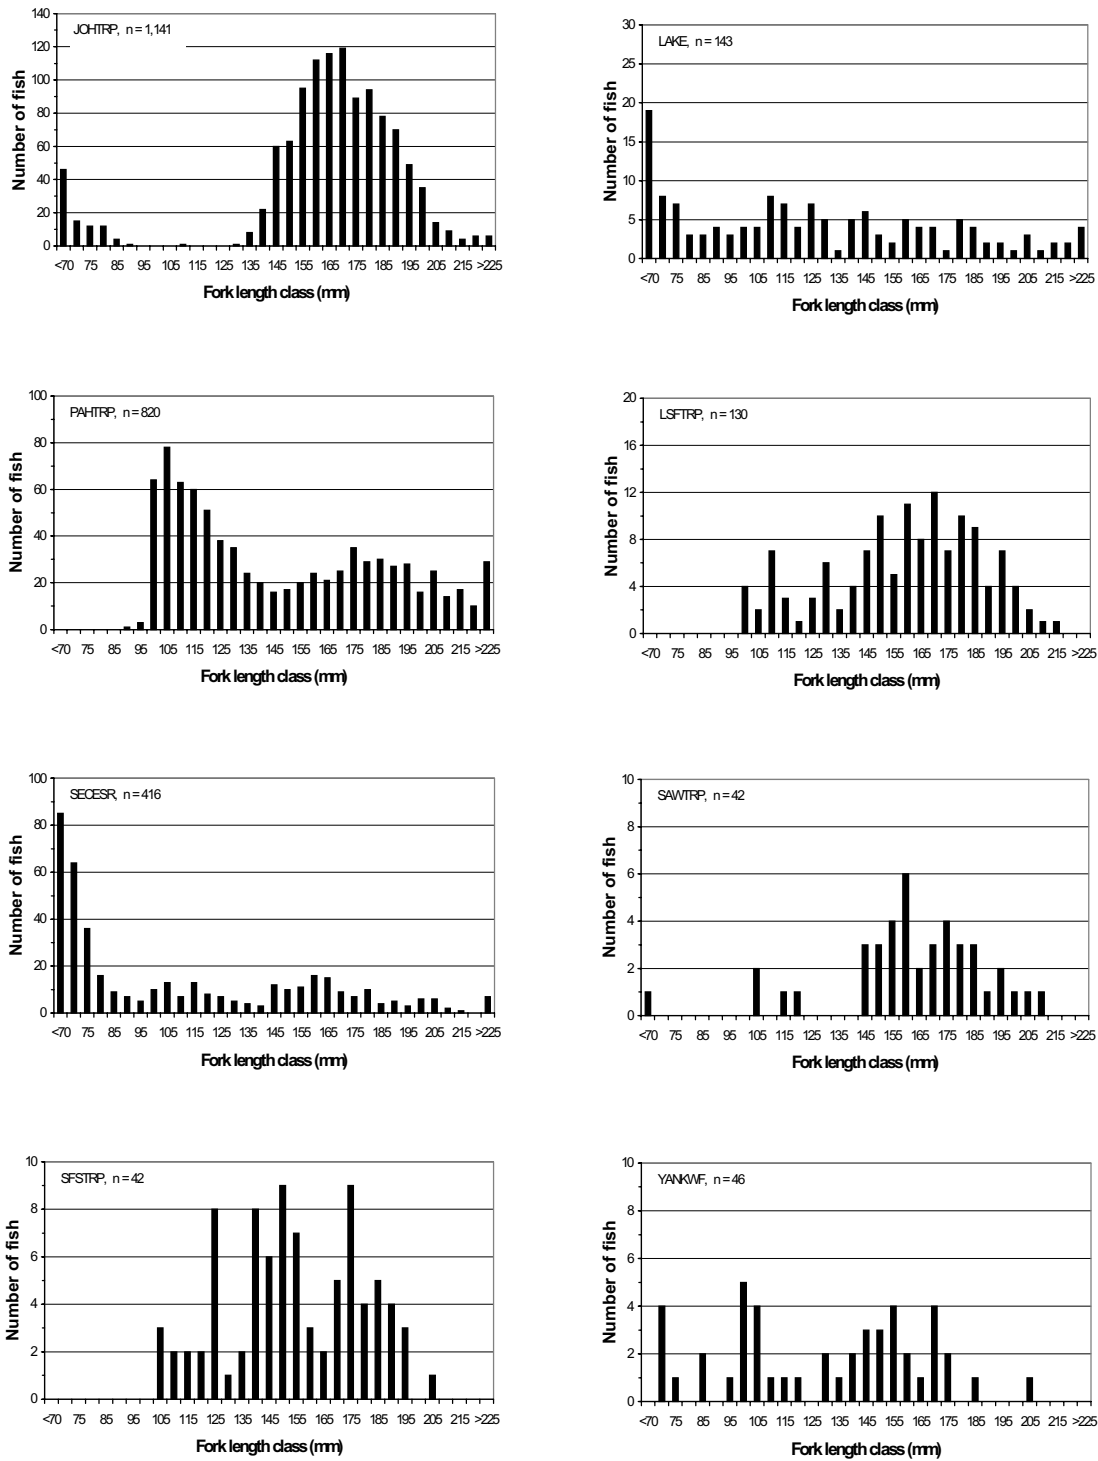 Number of fish
140
120
100
80
60
40
20
0
JOHTRP, n = 1,141
<70 75 85 95 105 115 125 135 145 155 165 175 185 195 205 215 >225
Fork length class (mm)
Number of fish
30
25
20
15
10
5
0
LAKE, n = 143
<70 75 85 95 105 115 125 135 145 155 165 175 185 195 205 215 >225
Fork length class (mm)
Number of fish
100
80
60
40
20
0
PAHTRP, n = 820
<70 75 85 95 105 115 125 135 145 155 165 175 185 195 205 215 >225
Fork length class (mm)
Number of fish
20
16
12
8
4
0
LSFTRP, n = 130
<70 75 85 95 105 115 125 135 145 155 165 175 185 195 205 215 >225
Fork length class (mm)
Number of fish
100
80
60
40
20
0
SECESR, n = 416
<70 75 85 95 105 115 125 135 145 155 165 175 185 195 205 215 >225
Fork length class (mm)
Number of fish
10
8
6
4
2
0
SAWTRP, n = 42
<70 75 85 95 105 115 125 135 145 155 165 175 185 195 205 215 >225
Fork length class (mm)
Number of fish
10
8
6
4
2
0
SFSTRP, n = 42
<70 75 85 95 105 115 125 135 145 155 165 175 185 195 205 215 >225
Fork length class (mm)
Number of fish
10
8
6
4
2
0
YANKWF, n = 46
<70 75 85 95 105 115 125 135 145 155 165 175 185 195 205 215 >225
Fork length class (mm)